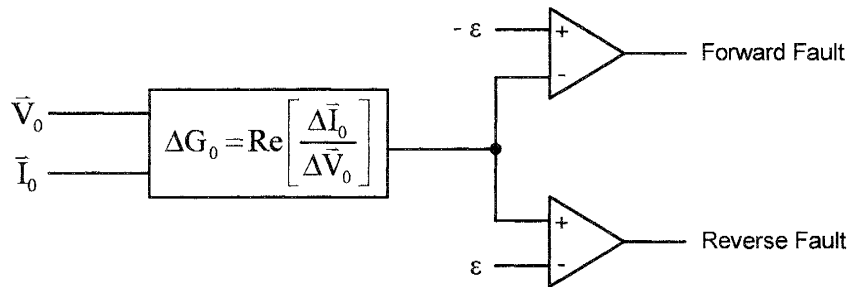 - ε
+
-
Forward Fault
V⃗₀
I⃗₀
ΔG₀ = Re[ΔI⃗₀/ΔV⃗₀]
+
-
ε
Reverse Fault